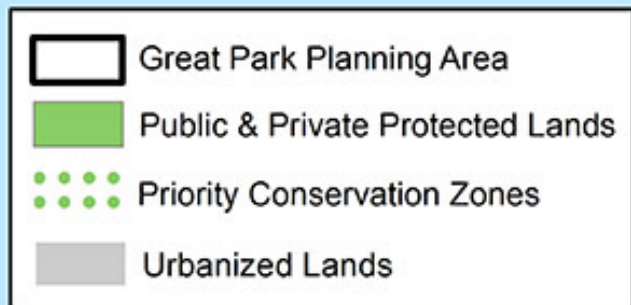 Great Park Planning Area
Public & Private Protected Lands
Priority Conservation Zones
Urbanized Lands